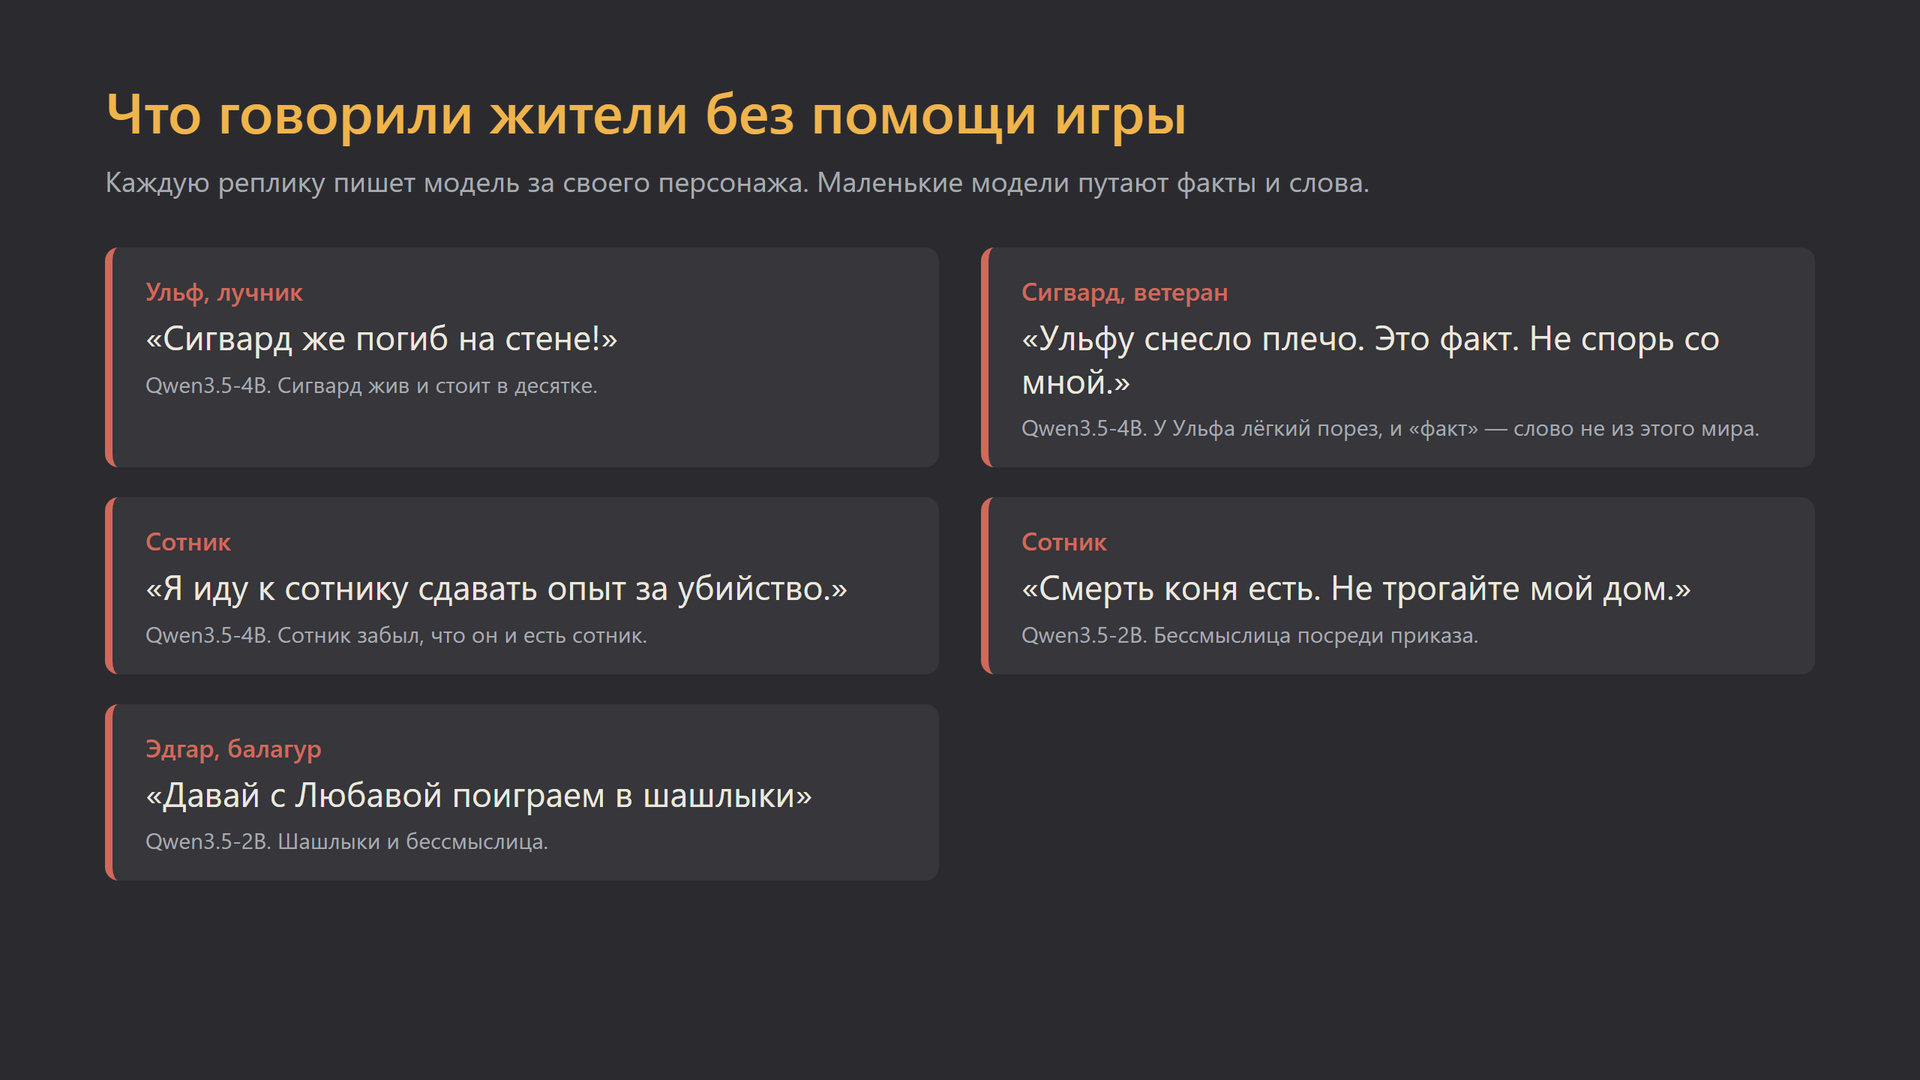 Что говорили жители без помощи игры
Каждую реплику пишет модель за своего персонажа. Маленькие модели путают факты и слова.
Ульф, лучник
«Сигвард же погиб на стене!»
Qwen3.5-4B. Сигвард жив и стоит в десятке.
Сигвард, ветеран
«Ульфу снесло плечо. Это факт. Не спорь со
мной.»
Qwen3.5-4B. У Ульфа лёгкий порез, и «факт» — слово не из этого мира.
Сотник
«Я иду к сотнику сдавать опыт за убийство.»
Qwen3.5-4B. Сотник забыл, что он и есть сотник.
Сотник
«Смерть коня есть. Не трогайте мой дом.»
Qwen3.5-2B. Бессмыслица посреди приказа.
Эдгар, балагур
«Давай с Любавой поиграем в шашлыки»
Qwen3.5-2B. Шашлыки и бессмыслица.